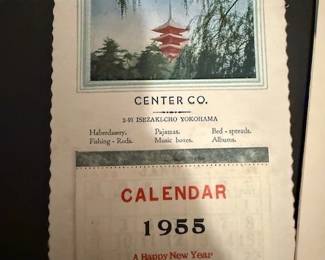 CENTER CO.
2-91 ISEZAKI-CHO YOKOHAMA
Haberdasery. Pajamas. Bed - spreads.
Fishing - Rods. Music boxes. Albums.
CALENDAR
1955
A Happy New Year